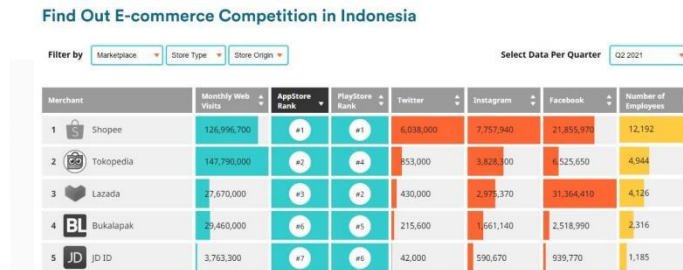 Find Out E-commerce Competition in Indonesia
Filter by Marketplace Store Type Store Origin Select Data Per Quarter Q2 2021
Merchant Monthly Web Visits AppStore Rank PlayStore Rank Twitter Instagram Facebook Number of Employees
1 Shopee 126,996,700 #1 #1 6,038,000 7,757,940 21,855,970 12,192
2 Tokopedia 147,790,000 #2 #4 853,000 3,828,300 6,525,650 4,944
3 Lazada 27,670,000 #3 #2 430,000 2,975,370 31,364,410 4,126
4 BL Bukalapak 29,460,000 #6 #5 215,600 1,661,140 2,518,990 2,316
5 JD JD ID 3,763,300 #7 #6 42,000 590,670 939,770 1,185